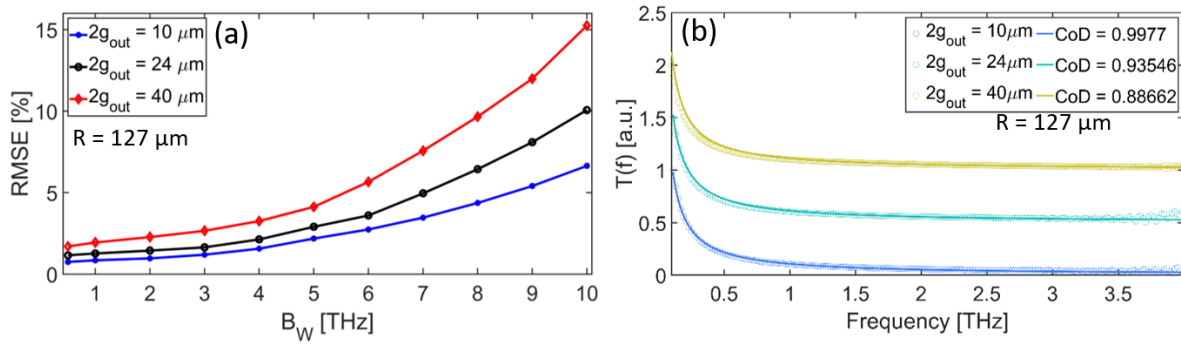 (a)
2g_out = 10 μm
2g_out = 24 μm
2g_out = 40 μm
R = 127 μm
RMSE [%]
15
10
5
0
1 2 3 4 5 6 7 8 9 10
B_W [THz]
(b)
2g_out = 10μm CoD = 0.9977
2g_out = 24μm CoD = 0.93546
2g_out = 40μm CoD = 0.88662
R = 127 μm
T(f) [a.u.]
2.5
2
1.5
1
0.5
0
0.5 1 1.5 2 2.5 3 3.5
Frequency [THz]